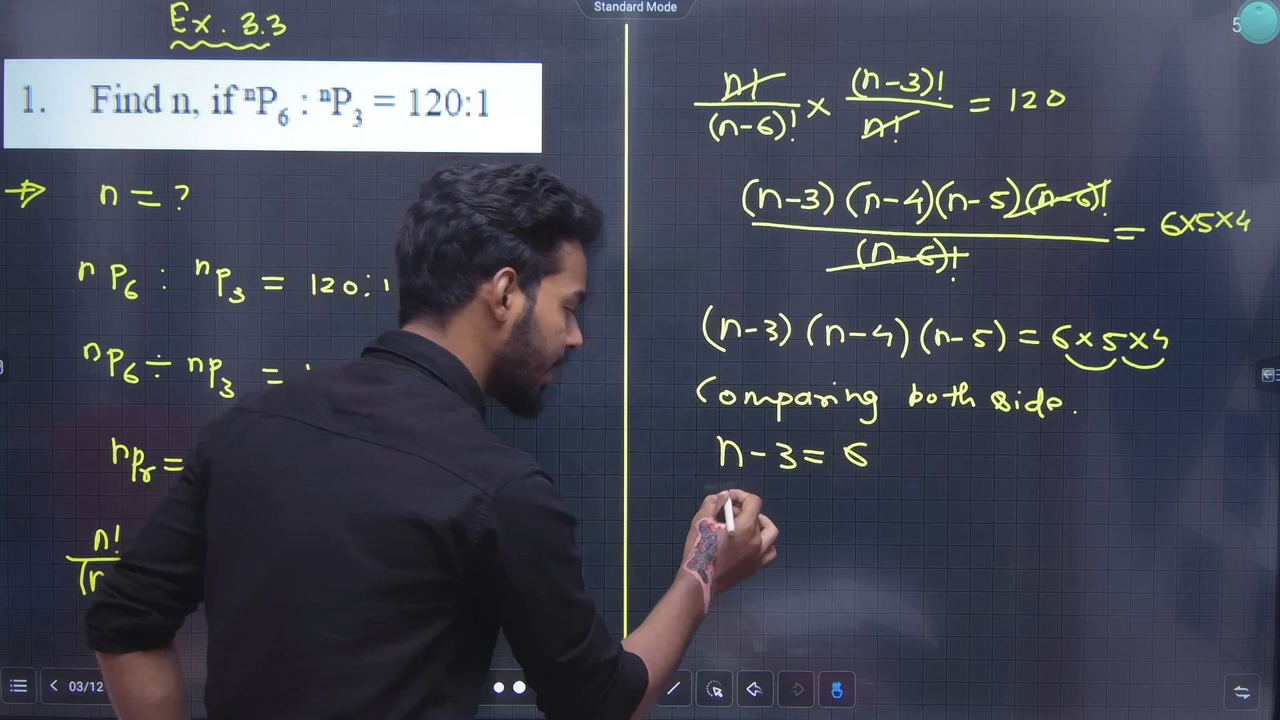 Standard Mode
5
Ex. 3.3
1. Find n, if ⁿP₆ : ⁿP₃ = 120:1
n = ?
ⁿP₆ : ⁿP₃ = 120:1
ⁿP₆ ÷ ⁿP₃ =
ⁿPᵣ =
n!
n!/(n-6)! × (n-3)!/n! = 120
(n-3)(n-4)(n-5)(n-6)!/(n-6)! = 6×5×4
(n-3)(n-4)(n-5) = 6×5×4
Comparing both side.
n-3 = 6
03/12